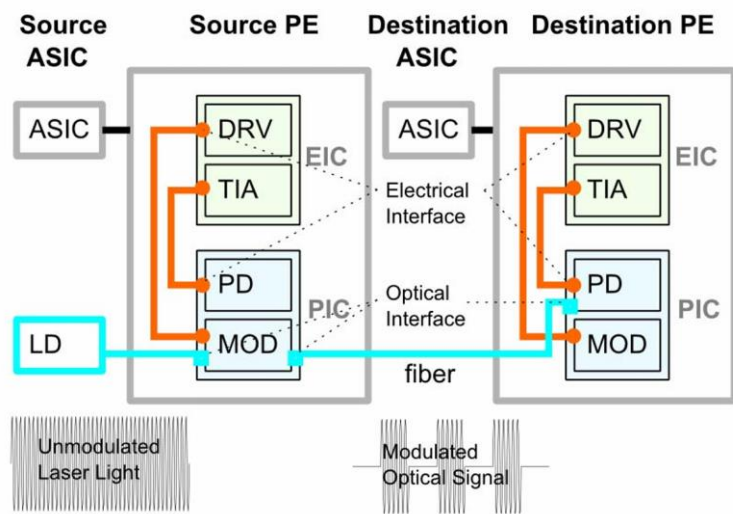 Source
ASIC
Source PE
Destination
ASIC
Destination PE
ASIC
DRV
EIC
TIA
PD
PIC
MOD
LD
ASIC
Electrical
Interface
Optical
Interface
fiber
DRV
EIC
TIA
PD
PIC
MOD
Unmodulated
Laser Light
Modulated
Optical Signal